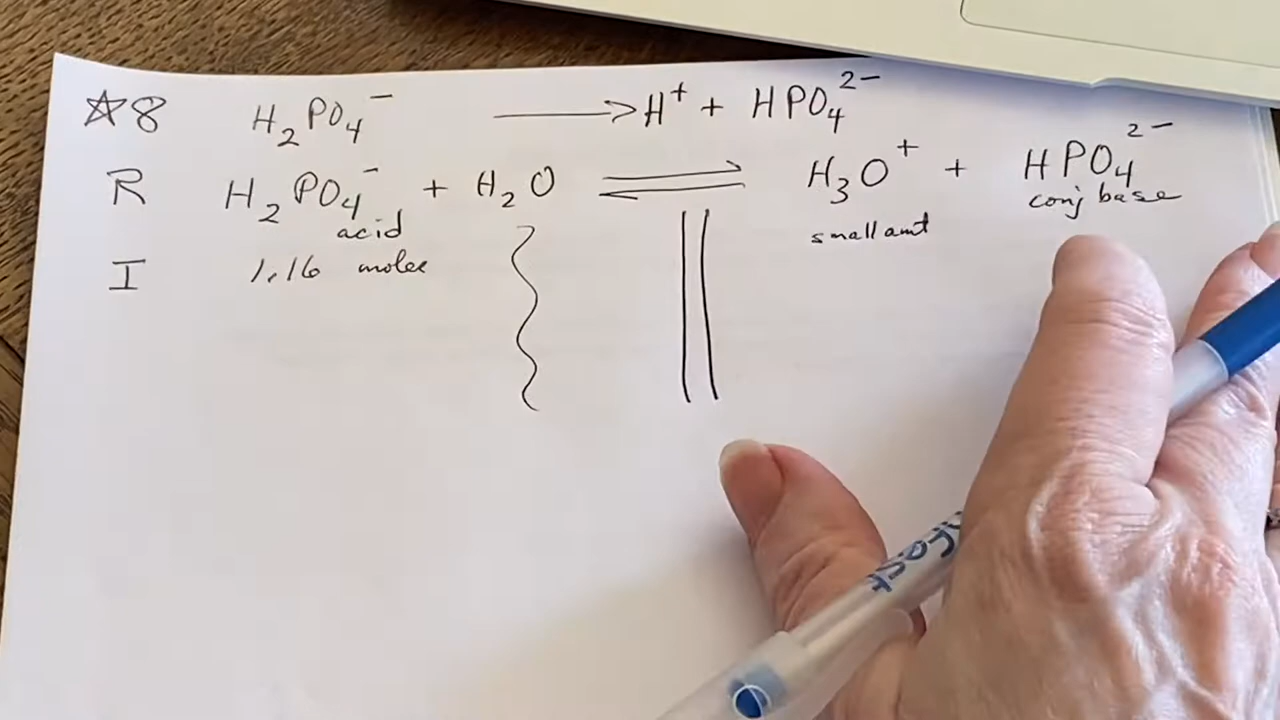 ☆8 H₂PO₄⁻ ⟶ H⁺ + HPO₄²⁻
R H₂PO₄⁻ + H₂O ⇌ H₃O⁺ + HPO₄²⁻
acid small amt conj base
I 1.16 moles